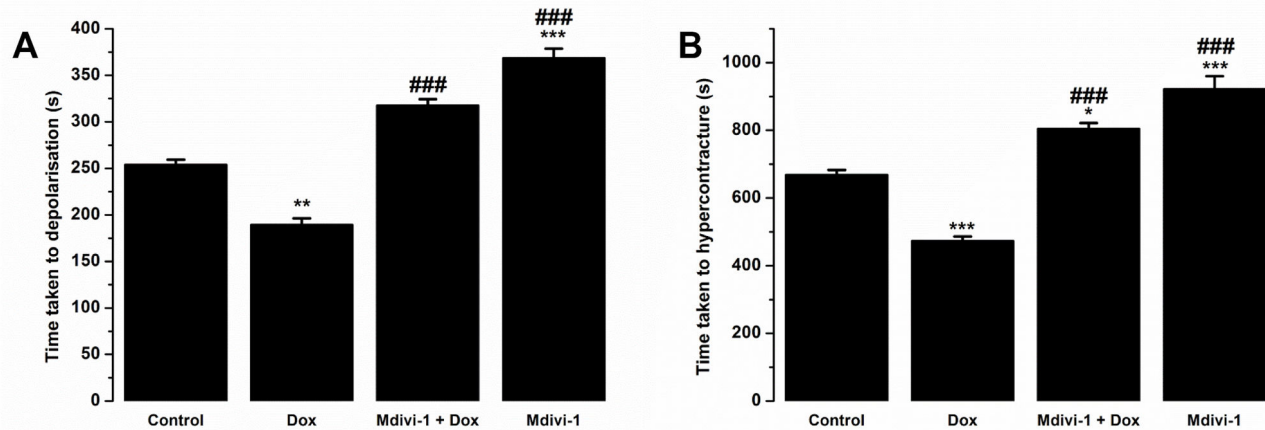 A
Time taken to depolarisation (s)
400
350
300
250
200
150
100
50
0
**
###
###
***
Control
Dox
Mdivi-1 + Dox
Mdivi-1
B
Time taken to hypercontracture (s)
1000
800
600
400
200
0
***
###
*
###
***
Control
Dox
Mdivi-1 + Dox
Mdivi-1